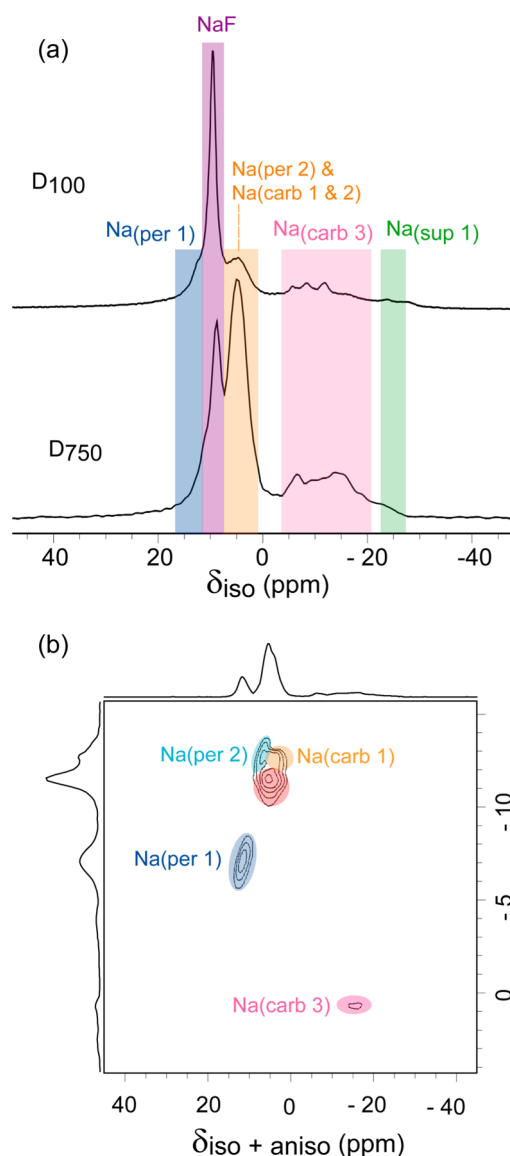 (a)
NaF
D100
Na(per 2) &
Na(carb 1 & 2)
Na(per 1)
Na(carb 3)
Na(sup 1)
D750
40
20
0
- 20
-40
δiso (ppm)
(b)
Na(per 2)
Na(carb 1)
Na(per 1)
Na(carb 3)
- 10
- 5
0
40
20
0
- 20
- 40
δiso + aniso (ppm)